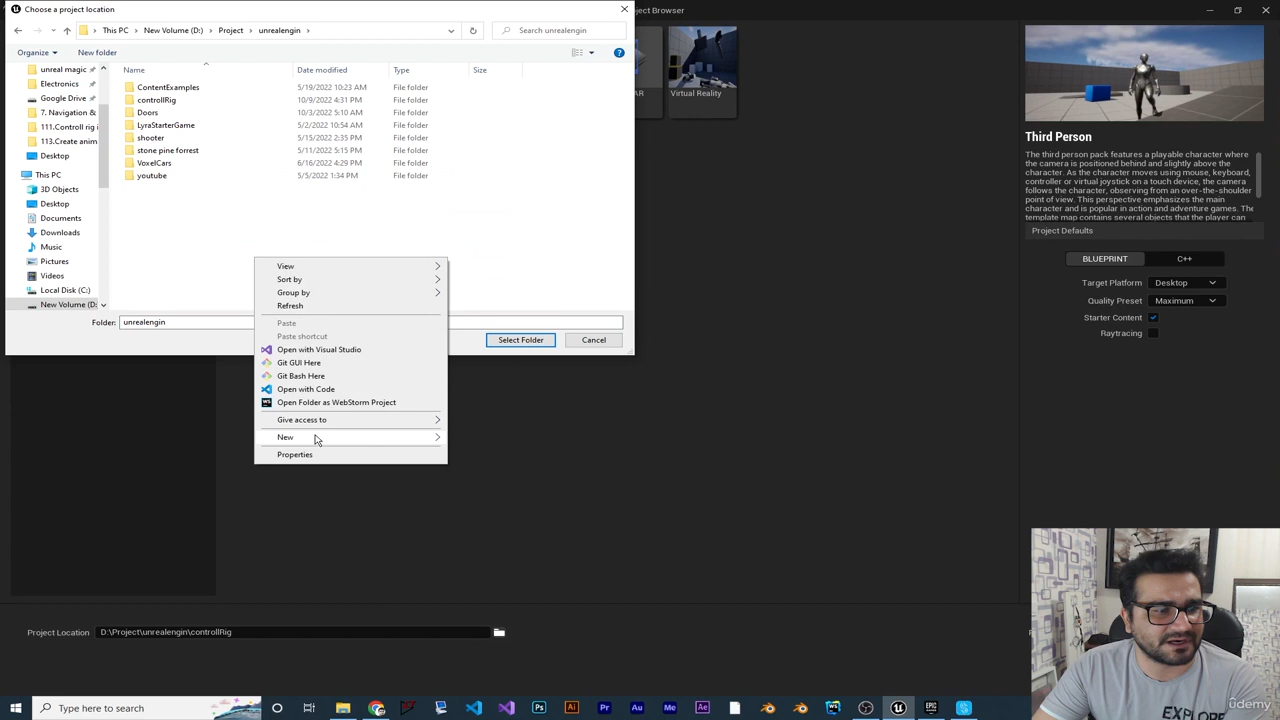 Choose a project location
oject Browser
This PC
New Volume (D:)
Project
unrealengin
Search unrealengin
Organize
New folder
unreal magic
Electronics
Google Drive
7. Navigation &
111.Controll rig i
113.Create anim
Desktop
This PC
3D Objects
Desktop
Documents
Downloads
Music
Pictures
Videos
Local Disk (C:)
New Volume (D:
Name Date modified Type Size
ContentExamples 5/19/2022 10:23 AM File folder
controlRig 10/9/2022 4:31 PM File folder
Doors 10/3/2022 5:10 AM File folder
LyraStarterGame 5/2/2022 10:54 AM File folder
shooter 5/15/2022 2:35 PM File folder
stone pine forrest 5/11/2022 5:15 PM File folder
VoxelCars 6/16/2022 4:29 PM File folder
youtube 5/5/2022 1:34 PM File folder
View
Sort by
Group by
Refresh
Paste
Paste shortcut
Open with Visual Studio
Git GUI Here
Git Bash Here
Open with Code
Open Folder as WebStorm Project
Give access to
New
Properties
Folder: unrealengin
Select Folder
Cancel
AR
Virtual Reality
Third Person
The third person pack features a playable character where
the camera is positioned behind and slightly above the
character. As the character moves using mouse, keyboard,
controller or virtual joystick on a touch device, the camera
follows the character, observing from an over-the-shoulder
point of view. This perspective emphasizes the main
character and is popular in action and adventure games. The
template map contains several objects that the player can
Project Defaults
BLUEPRINT C++
Target Platform Desktop
Quality Preset Maximum
Starter Content
Raytracing
Project Location D:\Project\unrealengin\controllRig
Type here to search
EXPLORE
ûdemy